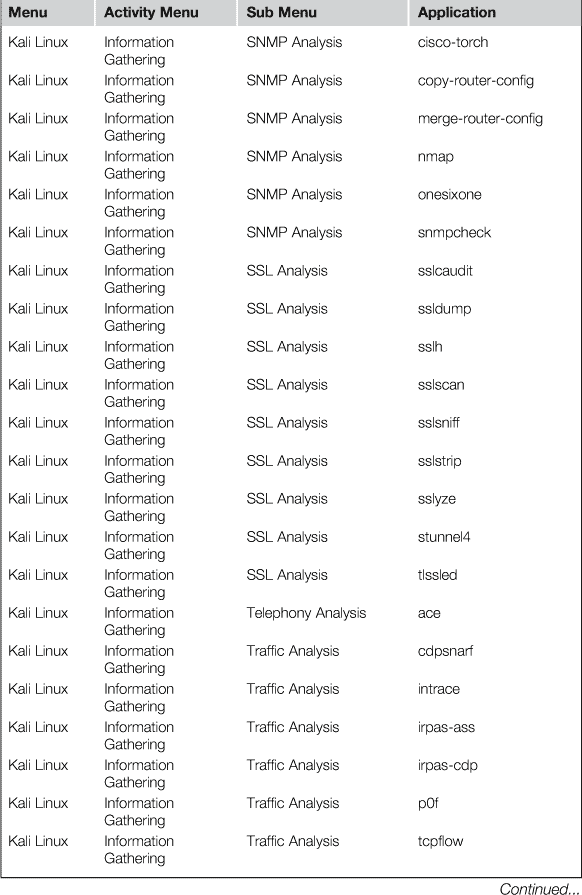 Menu Activity Menu Sub Menu Application
Kali Linux Information Gathering SNMP Analysis cisco-torch
Kali Linux Information Gathering SNMP Analysis copy-router-config
Kali Linux Information Gathering SNMP Analysis merge-router-config
Kali Linux Information Gathering SNMP Analysis nmap
Kali Linux Information Gathering SNMP Analysis onesixone
Kali Linux Information Gathering SNMP Analysis snmpcheck
Kali Linux Information Gathering SSL Analysis sslcaudit
Kali Linux Information Gathering SSL Analysis ssldump
Kali Linux Information Gathering SSL Analysis sslh
Kali Linux Information Gathering SSL Analysis sslscan
Kali Linux Information Gathering SSL Analysis sslsniff
Kali Linux Information Gathering SSL Analysis sslstrip
Kali Linux Information Gathering SSL Analysis sslyze
Kali Linux Information Gathering SSL Analysis stunnel4
Kali Linux Information Gathering SSL Analysis tlssled
Kali Linux Information Gathering Telephony Analysis ace
Kali Linux Information Gathering Traffic Analysis cdpsnarf
Kali Linux Information Gathering Traffic Analysis intrace
Kali Linux Information Gathering Traffic Analysis irpas-ass
Kali Linux Information Gathering Traffic Analysis irpas-cdp
Kali Linux Information Gathering Traffic Analysis p0f
Kali Linux Information Gathering Traffic Analysis tcpflow
Continued...